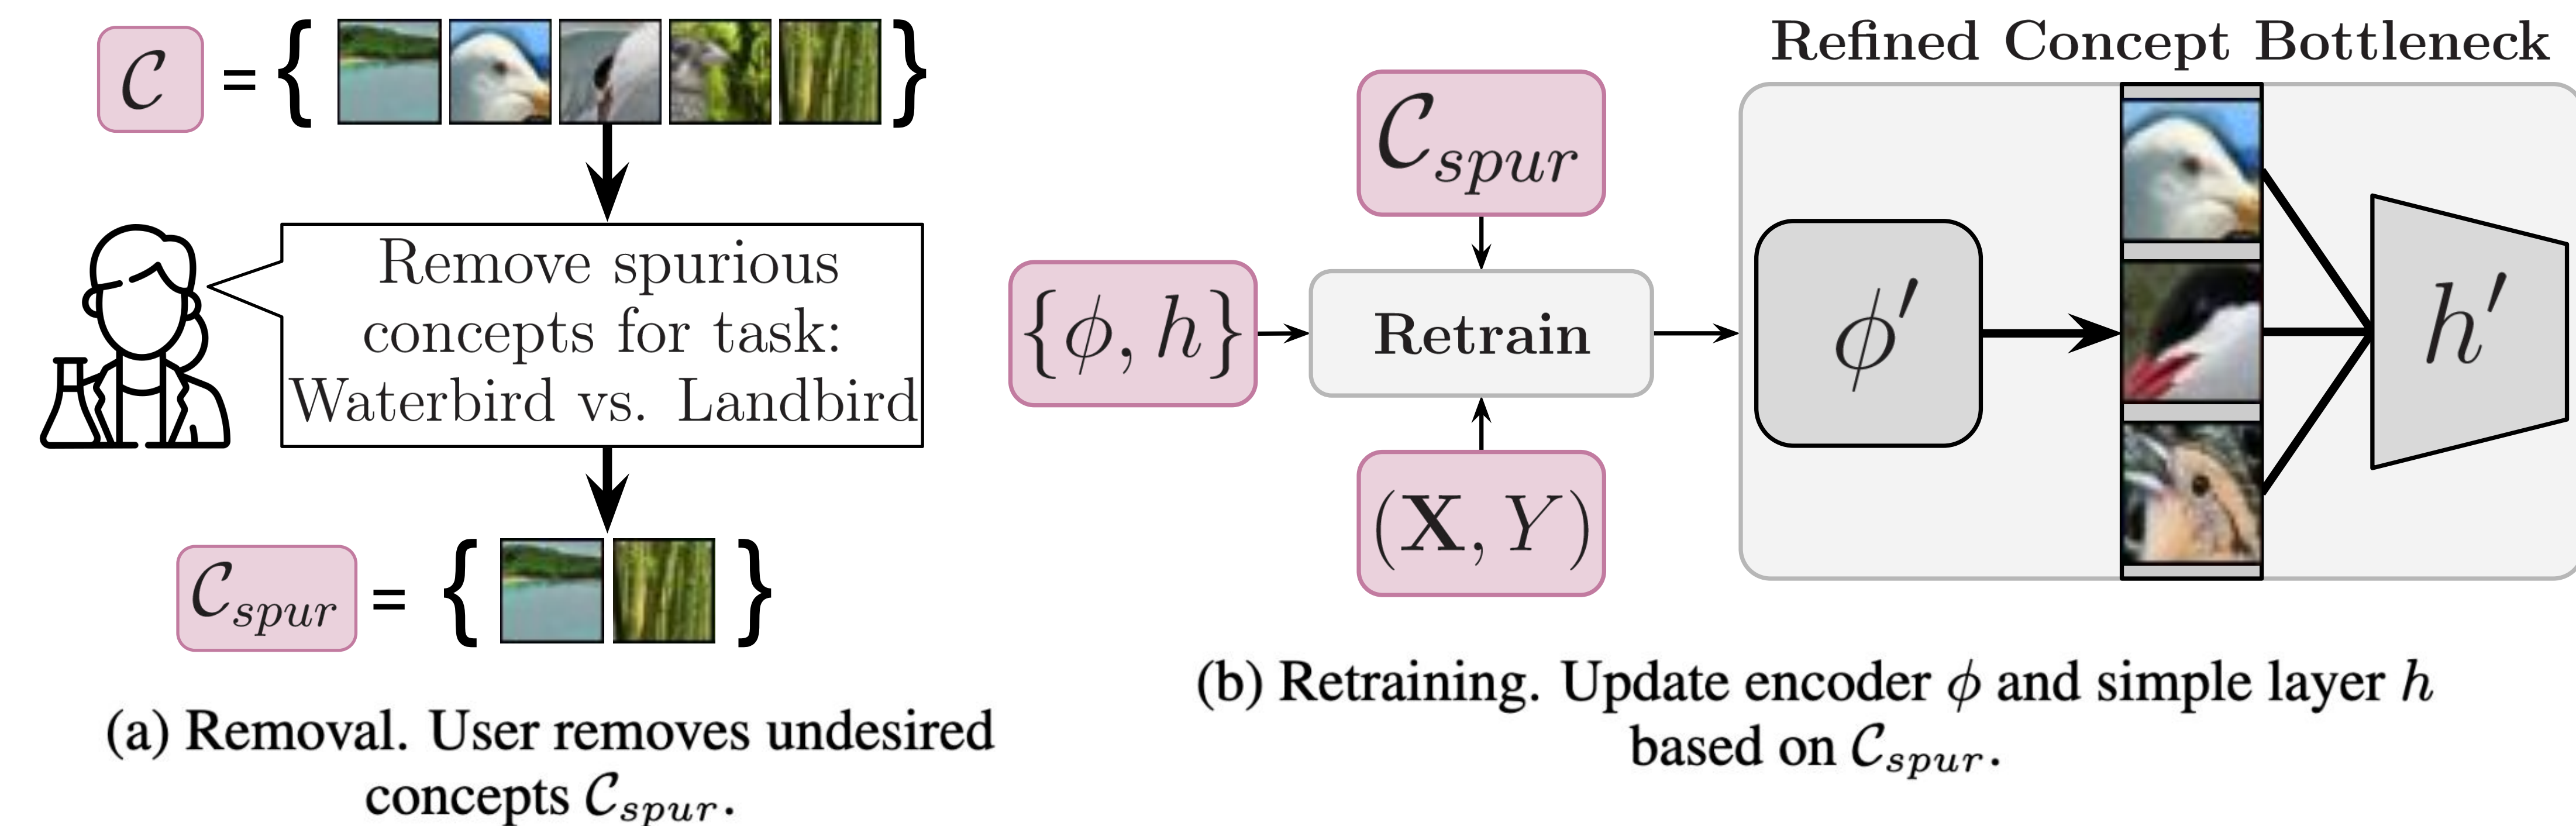 𝒞 = { }
Remove spurious
concepts for task:
Waterbird vs. Landbird
𝒞spur = { }
(a) Removal. User removes undesired
concepts 𝒞spur.
Refined Concept Bottleneck
𝒞spur
{ϕ, h}
Retrain
(X, Y)
ϕ′
h′
(b) Retraining. Update encoder ϕ and simple layer h
based on 𝒞spur.